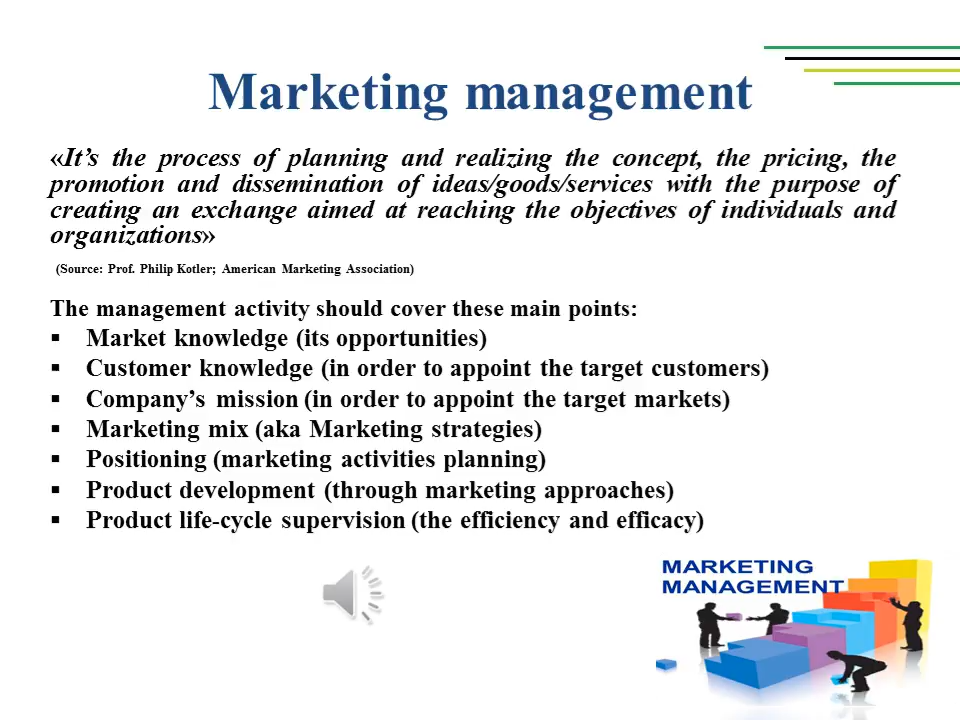 Marketing management
«It's the process of planning and realizing the concept, the pricing, the
promotion and dissemination of ideas/goods/services with the purpose of
creating an exchange aimed at reaching the objectives of individuals and
organizations»
(Source: Prof. Philip Kotler; American Marketing Association)
The management activity should cover these main points:
▪ Market knowledge (its opportunities)
▪ Customer knowledge (in order to appoint the target customers)
▪ Company's mission (in order to appoint the target markets)
▪ Marketing mix (aka Marketing strategies)
▪ Positioning (marketing activities planning)
▪ Product development (through marketing approaches)
▪ Product life-cycle supervision (the efficiency and efficacy)
MARKETING
MANAGEMENT